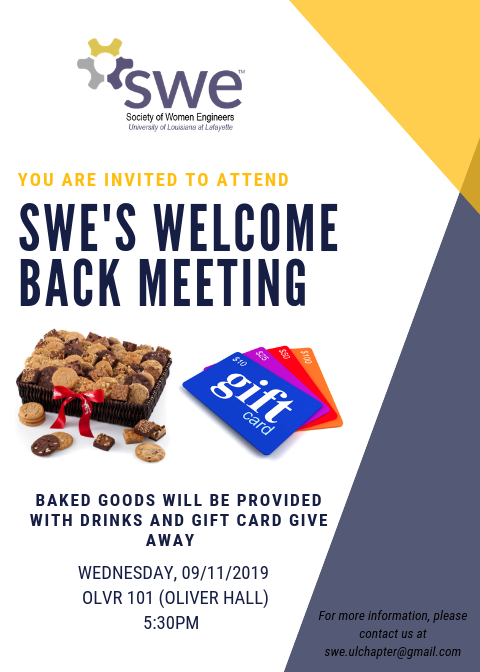 swe™
Society of Women Engineers
University of Louisiana at Lafayette
YOU ARE INVITED TO ATTEND
SWE'S WELCOME
BACK MEETING
$10 $25 $50 $100
gift
card
BAKED GOODS WILL BE PROVIDED
WITH DRINKS AND GIFT CARD GIVE
AWAY
WEDNESDAY, 09/11/2019
OLVR 101 (OLIVER HALL)
5:30PM
For more information, please
contact us at
swe.ulchapter@gmail.com